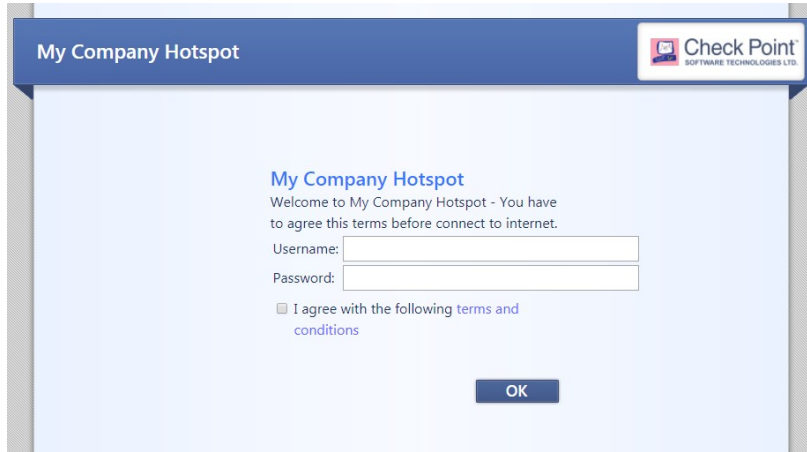 My Company Hotspot
Check Point
SOFTWARE TECHNOLOGIES LTD.
My Company Hotspot
Welcome to My Company Hotspot - You have
to agree this terms before connect to internet.
Username:
Password:
I agree with the following terms and
conditions
OK